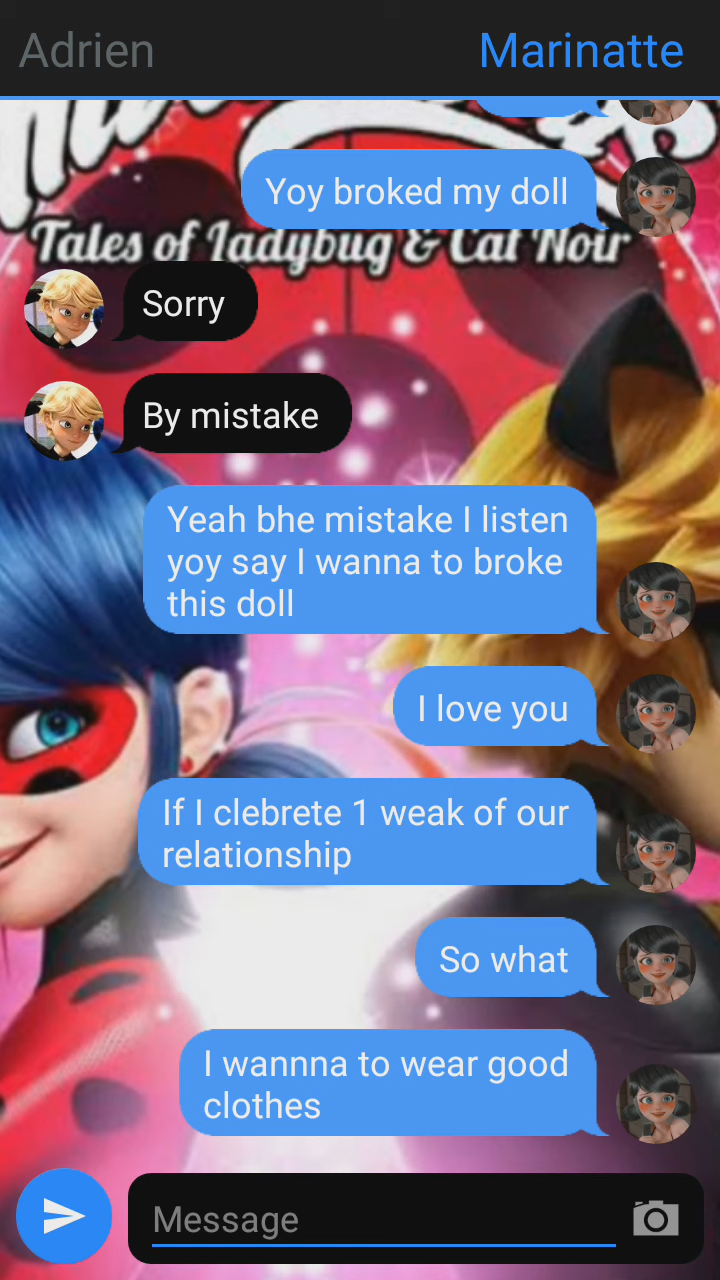 Adrien
Marinatte
Yoy broked my doll
Tales of Ladybug & Cat Noir
Sorry
By mistake
Yeah bhe mistake I listen
yoy say I wanna to broke
this doll
I love you
If I clebrete 1 weak of our
relationship
So what
I wannna to wear good
clothes
Message